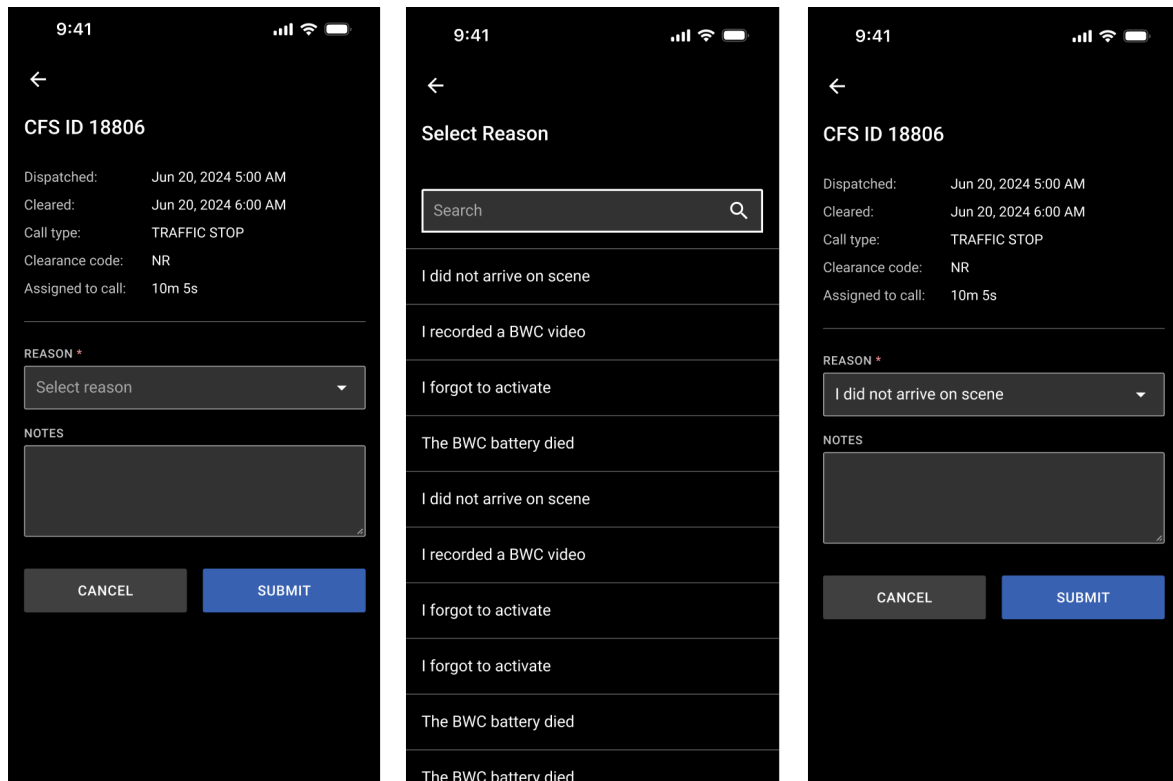 9:41
CFS ID 18806
Dispatched: Jun 20, 2024 5:00 AM
Cleared: Jun 20, 2024 6:00 AM
Call type: TRAFFIC STOP
Clearance code: NR
Assigned to call: 10m 5s
REASON *
Select reason
NOTES
CANCEL SUBMIT
9:41
Select Reason
Search
I did not arrive on scene
I recorded a BWC video
I forgot to activate
The BWC battery died
I did not arrive on scene
I recorded a BWC video
I forgot to activate
I forgot to activate
The BWC battery died
The BWC battery died
9:41
CFS ID 18806
Dispatched: Jun 20, 2024 5:00 AM
Cleared: Jun 20, 2024 6:00 AM
Call type: TRAFFIC STOP
Clearance code: NR
Assigned to call: 10m 5s
REASON *
I did not arrive on scene
NOTES
CANCEL SUBMIT